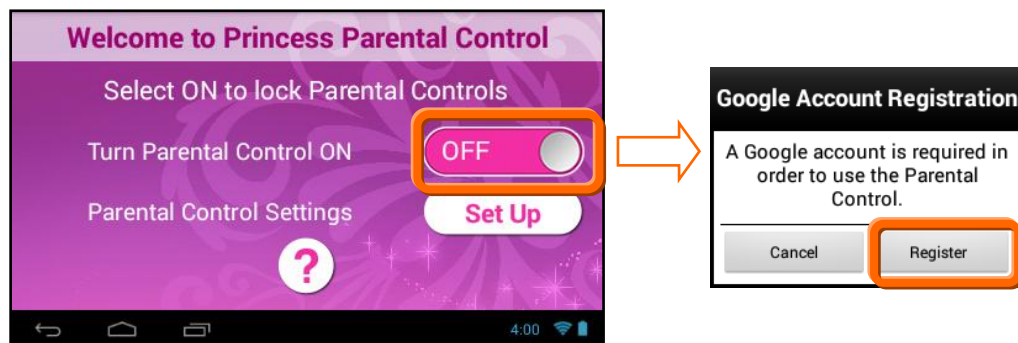 Welcome to Princess Parental Control
Select ON to lock Parental Controls
Turn Parental Control ON
OFF
Parental Control Settings
Set Up
?
4:00
Google Account Registration
A Google account is required in
order to use the Parental
Control.
Cancel
Register